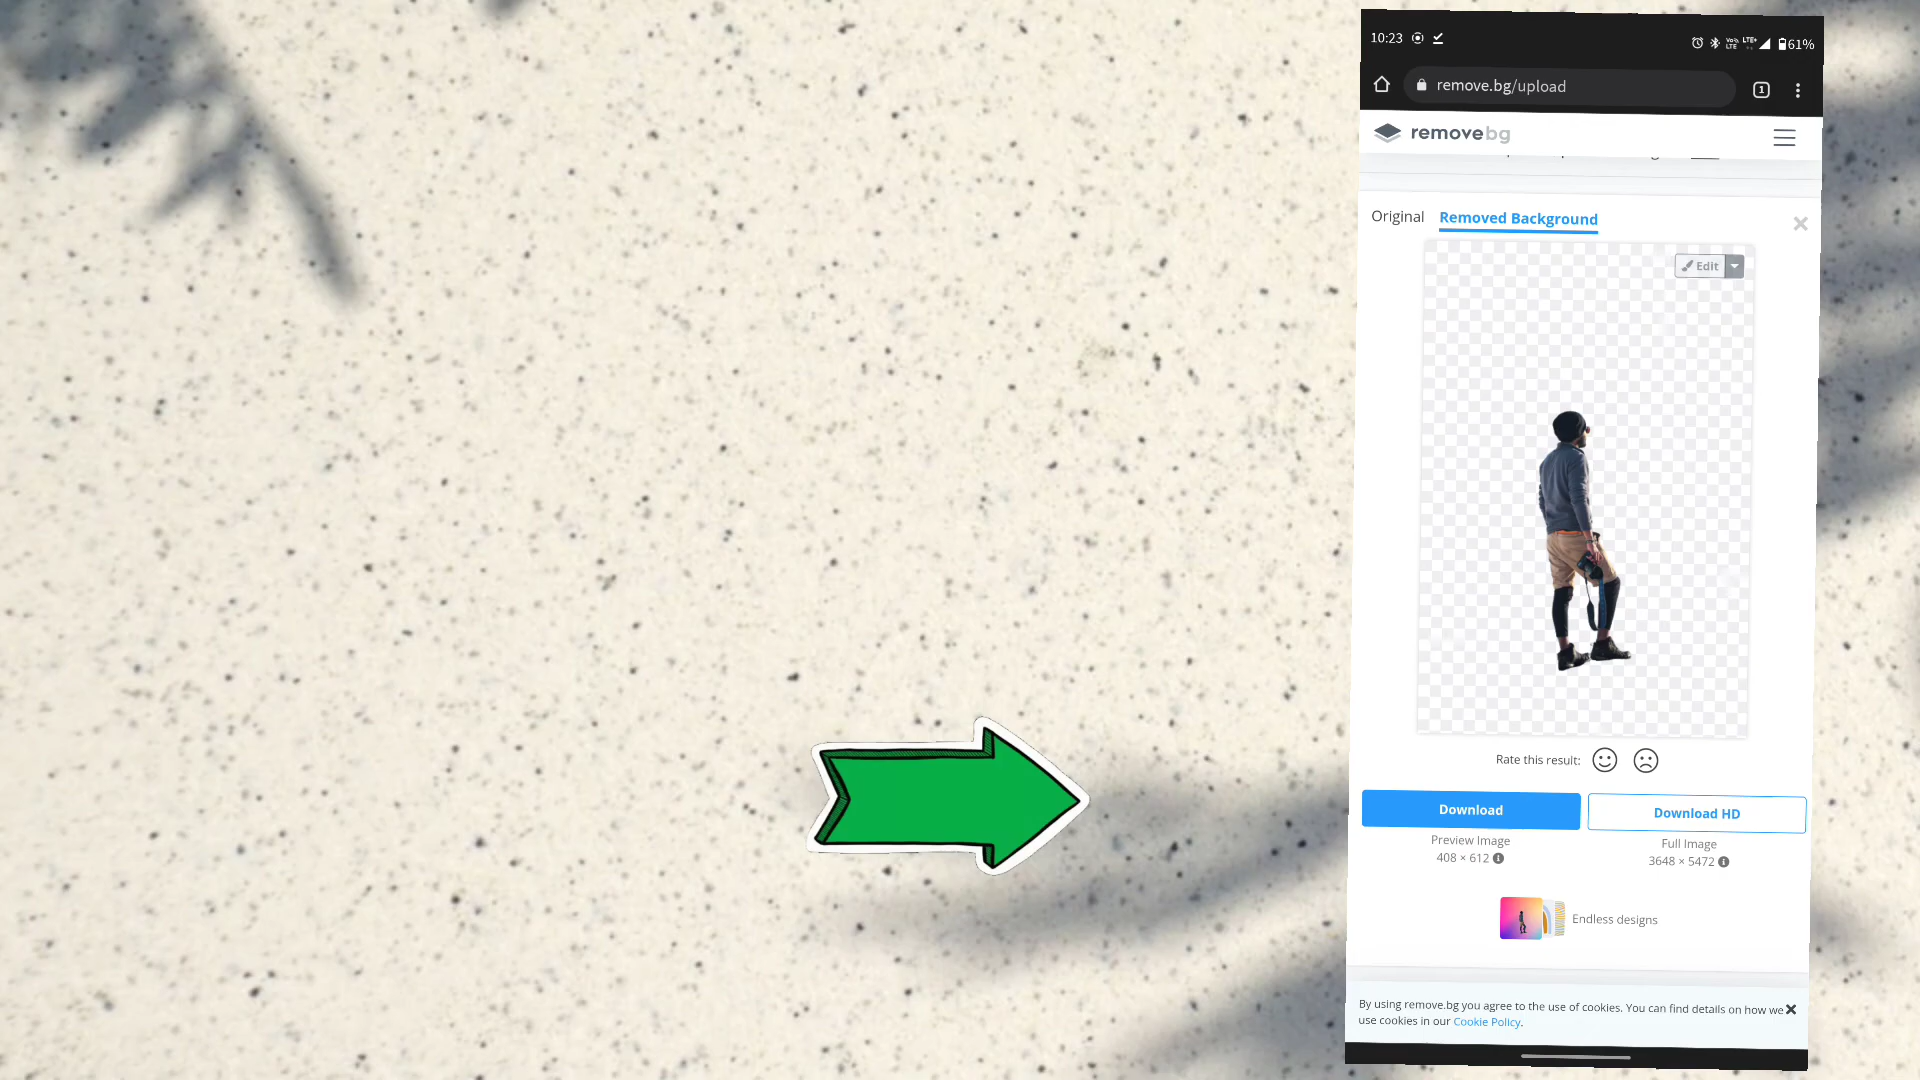 10:23
61%
remove.bg/upload
1
removebg
Original Removed Background
Edit
Rate this result:
Download
Download HD
Preview Image
408 × 612
Full Image
3648 × 5472
Endless designs
By using remove.bg you agree to the use of cookies. You can find details on how we
use cookies in our Cookie Policy.